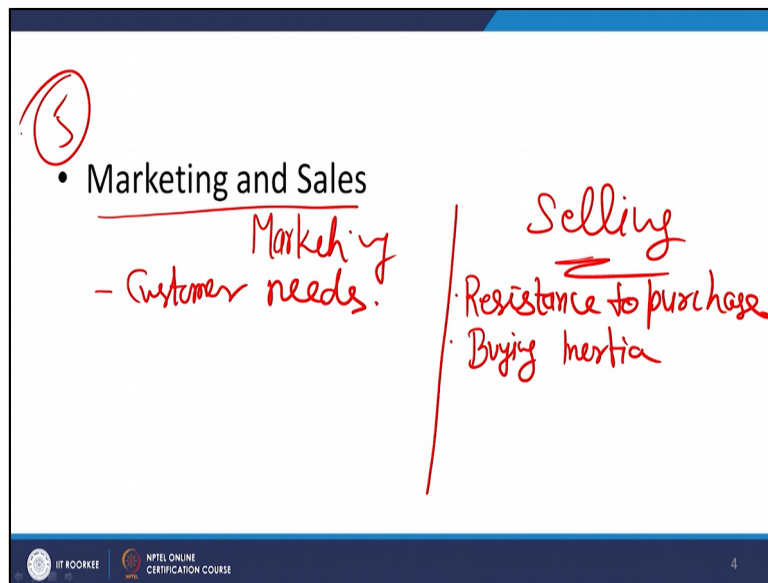 5
• Marketing and Sales
Marketing
- Customer needs.
Selling
· Resistance to purchase
· Buying Inertia
IIT ROORKEE
NPTEL ONLINE
CERTIFICATION COURSE
4